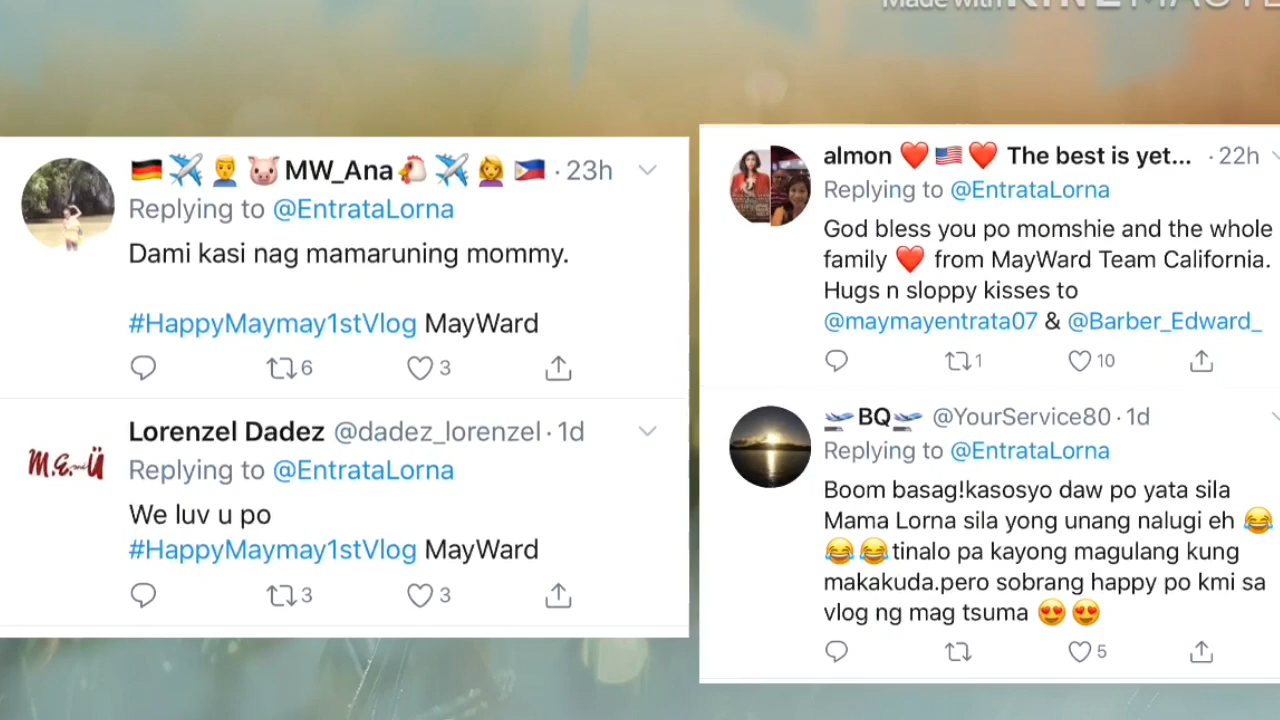 Made with KINEMASTER
🇩🇪✈️👨🐷MW_Ana🐔✈️👩🇵🇭 · 23h
Replying to @EntrataLorna
Dami kasi nag mamaruning mommy.
#HappyMaymay1stVlog MayWard
6 3
Lorenzel Dadez @dadez_lorenzel · 1d
M.E. Ü
Replying to @EntrataLorna
We luv u po
#HappyMaymay1stVlog MayWard
3 3
almon ❤️🇺🇸❤️ The best is yet... · 22h
Replying to @EntrataLorna
God bless you po momshie and the whole
family ❤️ from MayWard Team California.
Hugs n sloppy kisses to
@maymayentrata07 & @Barber_Edward_
1 10
🛫BQ🛫 @YourService80 · 1d
Replying to @EntrataLorna
Boom basag!kasosyo daw po yata sila
Mama Lorna sila yong unang nalugi eh 😂
😂😂tinalo pa kayong magulang kung
makakuda.pero sobrang happy po kmi sa
vlog ng mag tsuma 😍😍
5